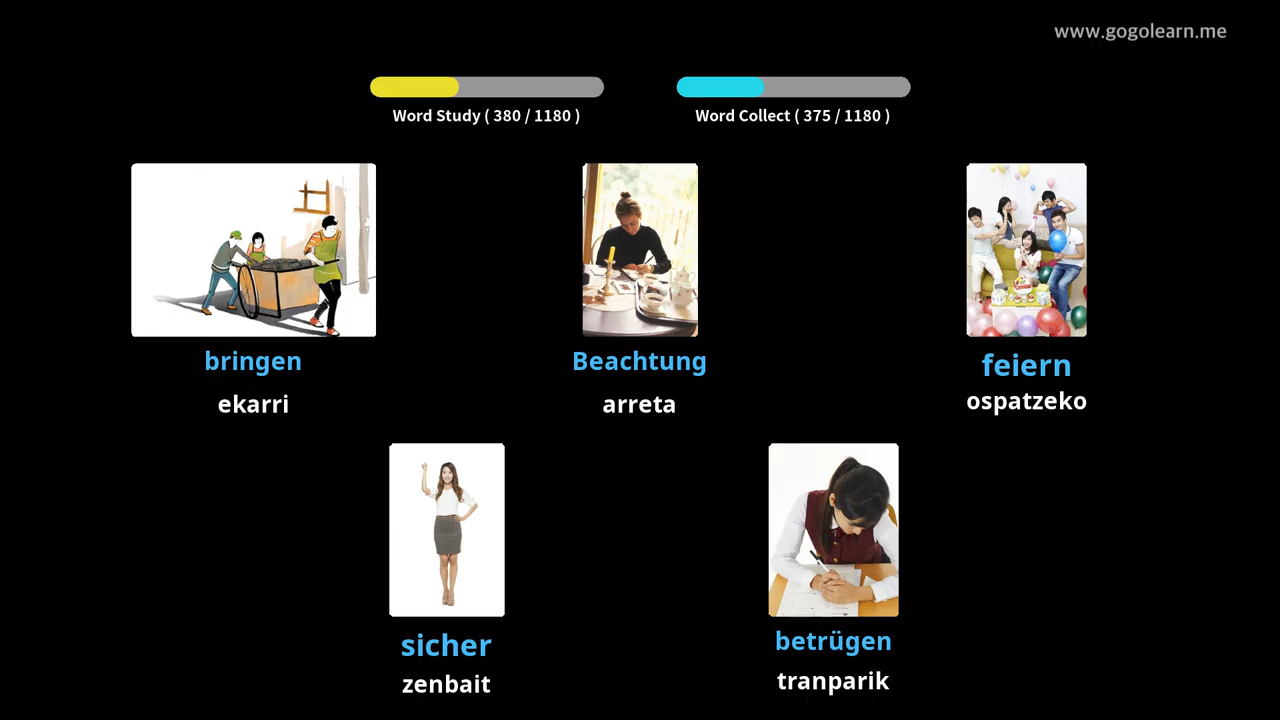 www.gogolearn.me
Word Study ( 380 / 1180 )
Word Collect ( 375 / 1180 )
bringen
ekarri
Beachtung
arreta
feiern
ospatzeko
sicher
zenbait
betrügen
tranparik